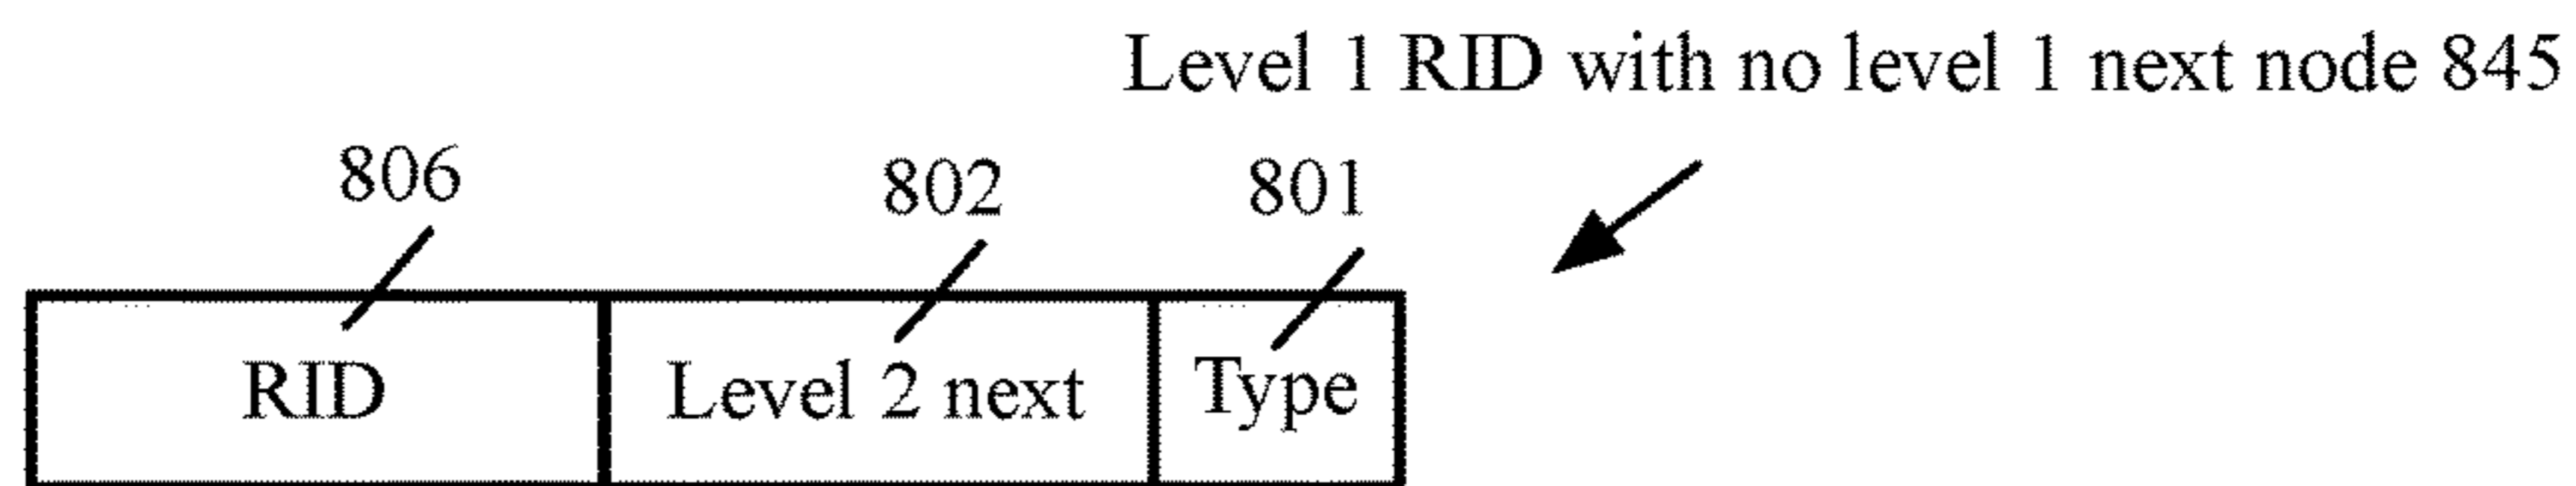 Level 1 RID with no level 1 next node 845
806 802 801
RID Level 2 next Type